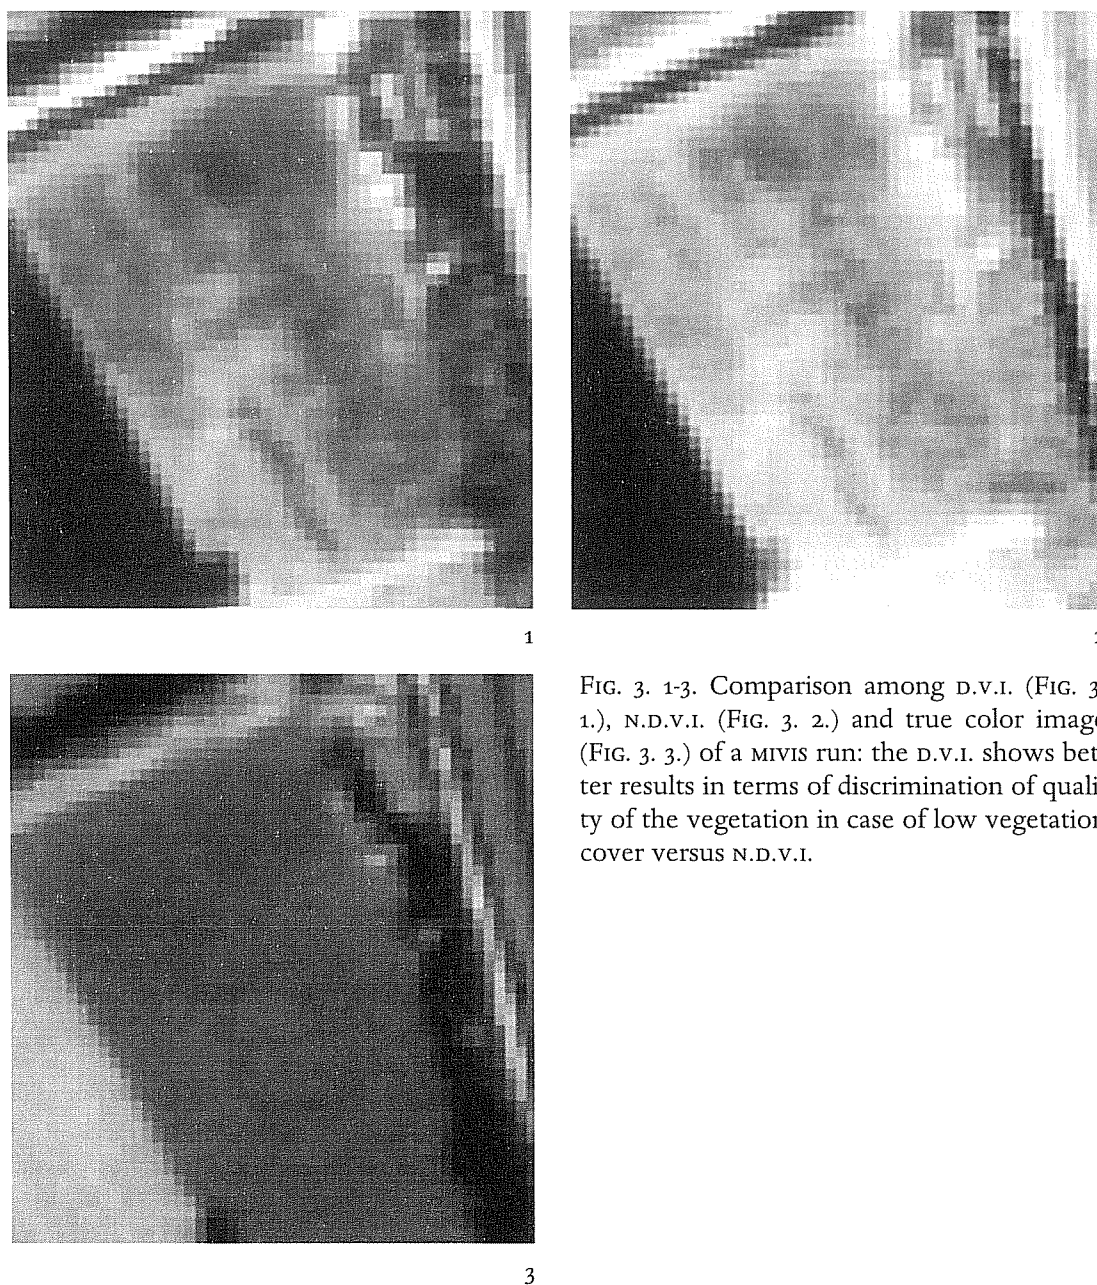 1
FIG. 3. 1-3. Comparison among D.V.I. (FIG. 3
1.), N.D.V.I. (FIG. 3. 2.) and true color image
(FIG. 3. 3.) of a MIVIS run: the D.V.I. shows bet
ter results in terms of discrimination of quali
ty of the vegetation in case of low vegetation
cover versus N.D.V.I.
3